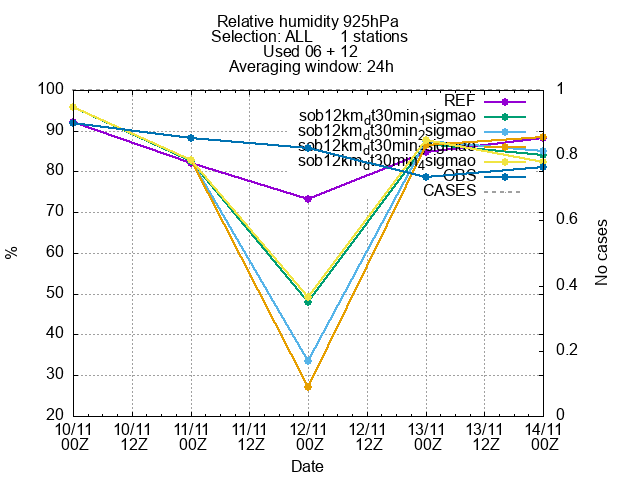 Relative humidity 925hPa
Selection: ALL 1 stations
Used 06 + 12
Averaging window: 24h
REF
sob12km_dt30min_1sigmao
sob12km_dt30min_2sigmao
sob12km_dt30min_
sob12km_dt30min_4sigmao
OBS
CASES
100
90
80
70
60
50
40
30
20
%
1
0.8
0.6
0.4
0.2
0
No cases
10/11 10/11 11/11 11/11 12/11 12/11 13/11 13/11 14/11
00Z 12Z 00Z 12Z 00Z 12Z 00Z 12Z 00Z
Date